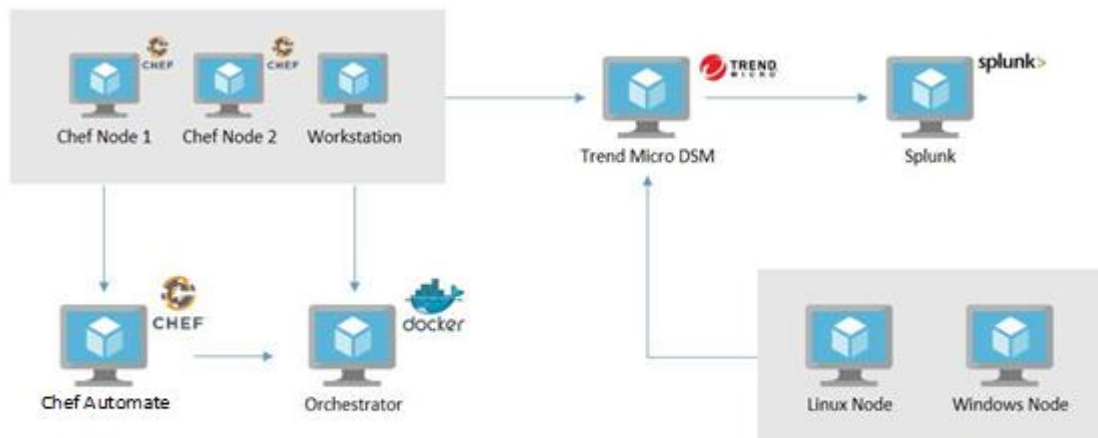 CHEF
CHEF
Chef Node 1
Chef Node 2
Workstation
TREND
MICRO
Trend Micro DSM
splunk>
Splunk
CHEF
Chef Automate
docker
Orchestrator
Linux Node
Windows Node